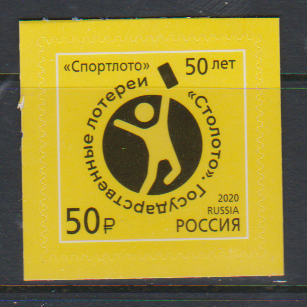 «Спортлото» 50 лет
«Столото». Государственные лотереи
50₽
2020
RUSSIA
РОССИЯ